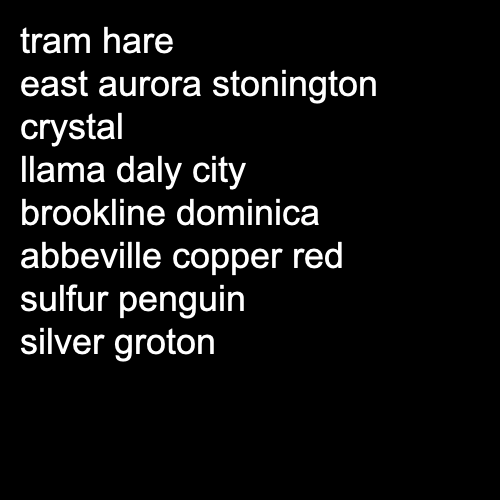 tram hare
east aurora stonington
crystal
llama daly city
brookline dominica
abbeville copper red
sulfur penguin
silver groton